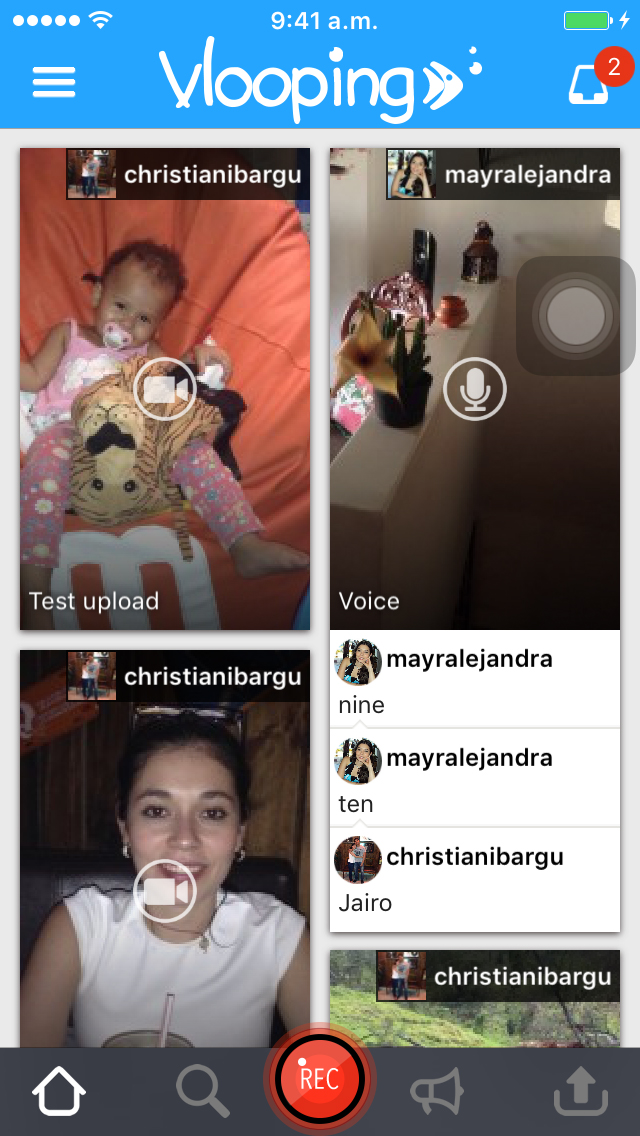 9:41 a.m.
Vlooping
2
christianibargu
Test upload
mayralejandra
Voice
mayralejandra
nine
mayralejandra
ten
christianibargu
Jairo
christianibargu
christianibargu
REC